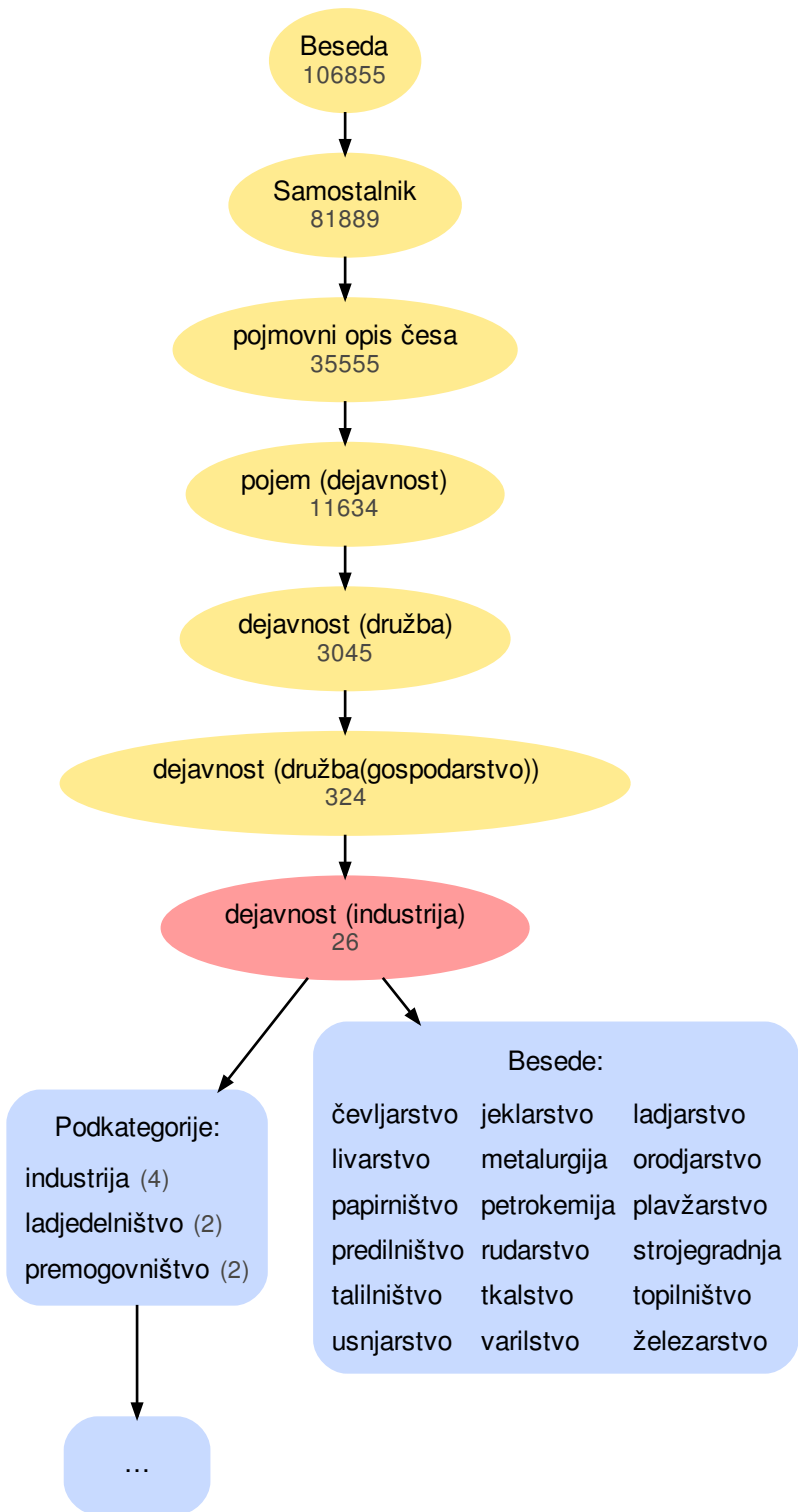 Beseda
106855
Samostalnik
81889
pojmovni opis česa
35555
pojem (dejavnost)
11634
dejavnost (družba)
3045
dejavnost (družba(gospodarstvo))
324
dejavnost (industrija)
26
Podkategorije:
industrija (4)
ladjedelništvo (2)
premogovništvo (2)
...
Besede:
čevljarstvo jeklarstvo ladjarstvo
livarstvo metalurgija orodjarstvo
papirništvo petrokemija plavžarstvo
predilništvo rudarstvo strojegradnja
talilništvo tkalstvo topilništvo
usnjarstvo varilstvo železarstvo